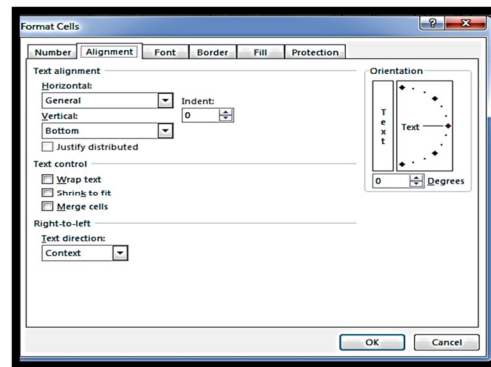 Format Cells
Number Alignment Font Border Fill Protection
Text alignment
Horizontal:
General
Indent:
Vertical:
0
Bottom
Justify distributed
Text control
Wrap text
Shrink to fit
Merge cells
Right-to-left
Text direction:
Context
Orientation
Text
Text
0 Degrees
OK Cancel